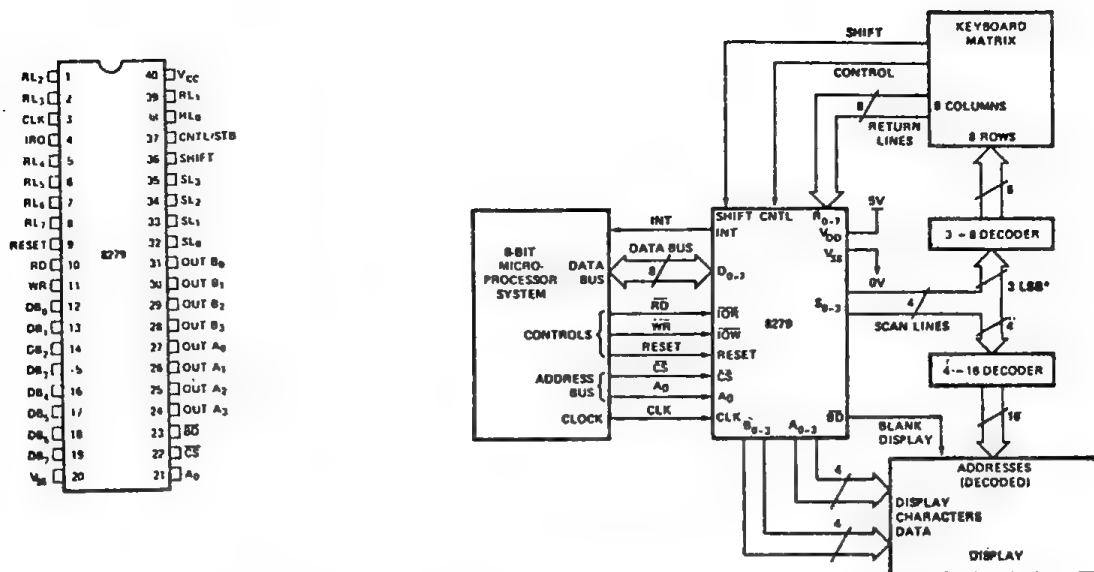 RL2 1 40 VCC
RL3 2 39 RL1
CLK 3 RL0
IRQ 4 37 CNTL/STB
RL4 5 36 SHIFT
RL5 6 35 SL3
RL6 7 34 SL2
RL7 8 33 SL1
RESET 9 32 SL0
8279
RD 10 31 OUT B0
WR 11 30 OUT B1
DB0 12 29 OUT B2
DB1 13 28 OUT B3
DB2 14 27 OUT A0
26 OUT A1
DB4 16 25 OUT A2
DB5 17 24 OUT A3
DB6 18 23 BD
DB7 19 22 CS
VSS 20 21 A0
KEYBOARD
MATRIX
SHIFT
CONTROL
8
8 COLUMNS
RETURN
LINES
8 ROWS
3 – 8 DECODER
3 LSB*
4
4 – 16 DECODER
16
8-BIT
MICRO-
PROCESSOR
SYSTEM
DATA
BUS
CONTROLS
ADDRESS
BUS
CLOCK
INT
DATA BUS
8
RD
WR
RESET
CS
A0
CLK
SHIFT CNTL R0-7
INT
VDD
VSS
5V
0V
D0-3
S0-3
4
SCAN LINES
IOR
8279
IOW
RESET
CS
A0
CLK
B0-3 A0-3
BD
BLANK
DISPLAY
4
4
ADDRESSES
(DECODED)
DISPLAY
CHARACTERS
DATA
DISPLAY